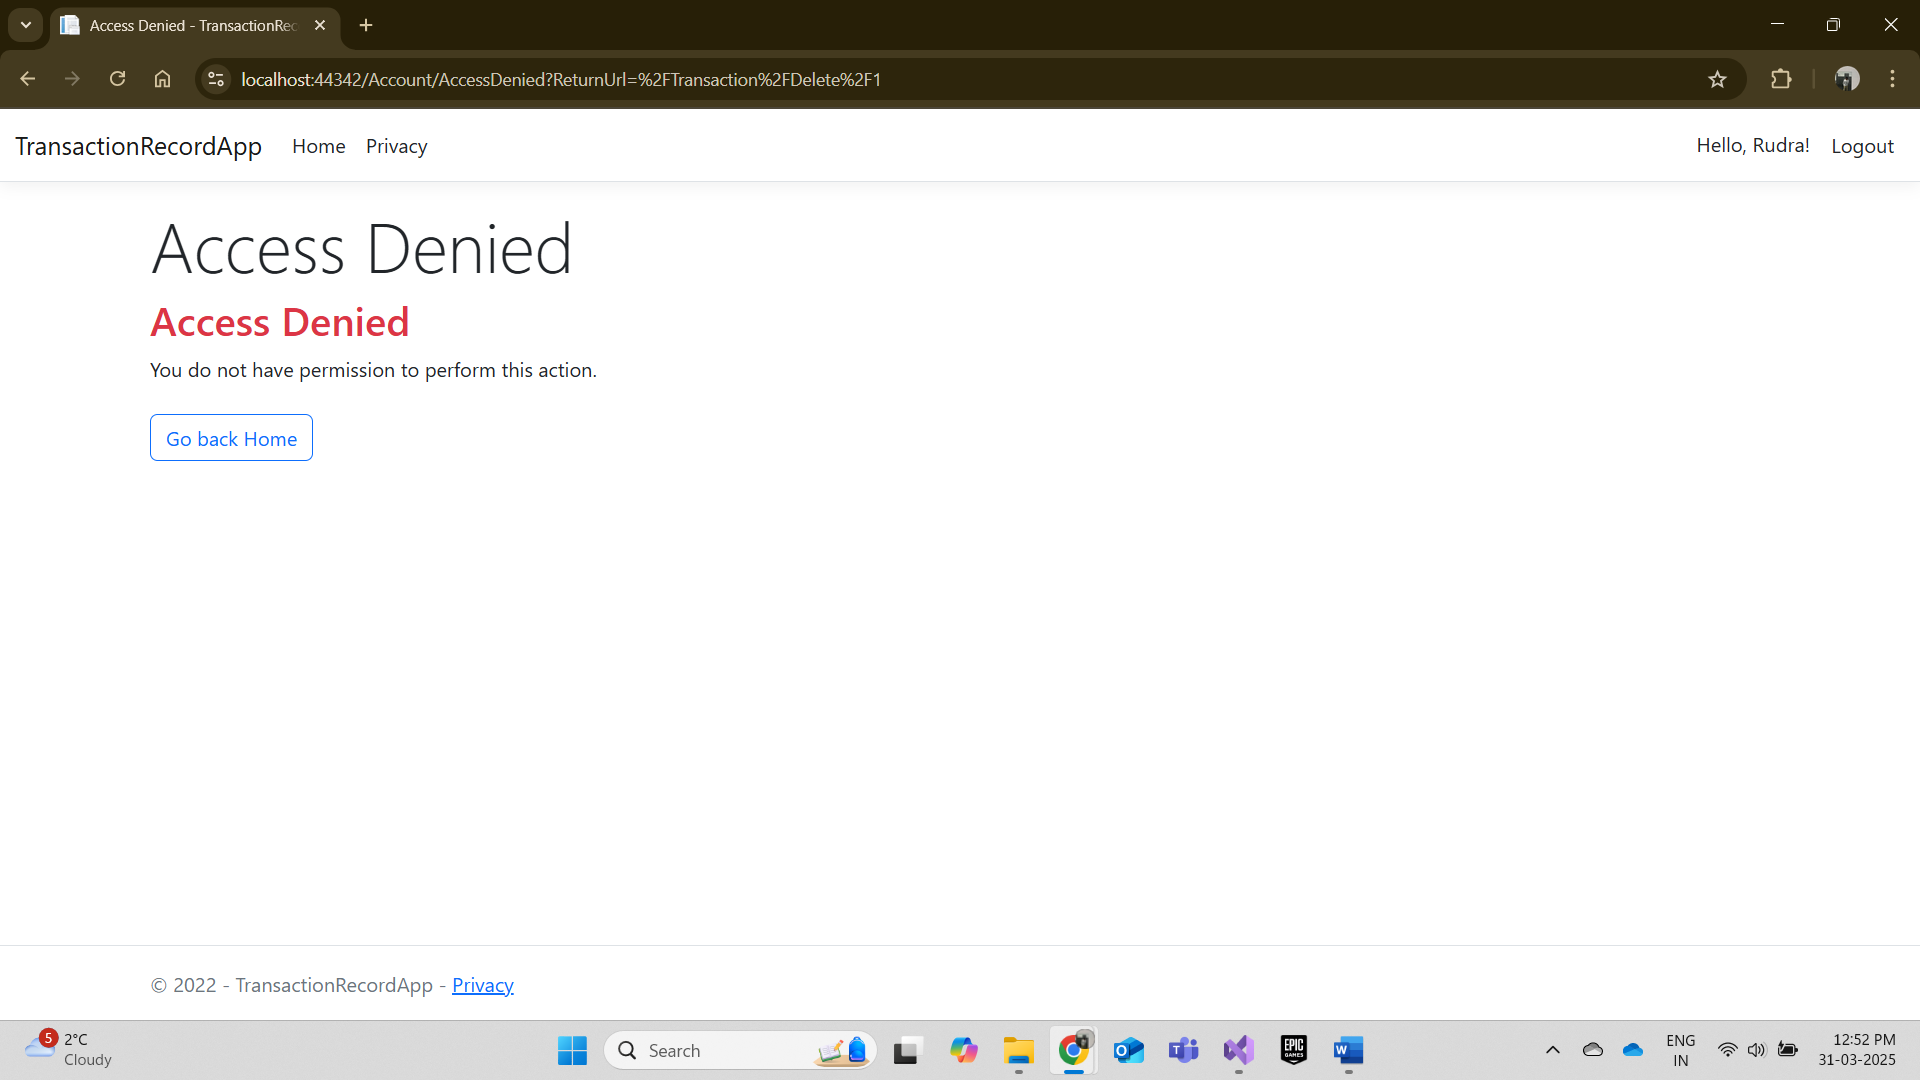 Access Denied - TransactionRec
localhost:44342/Account/AccessDenied?ReturnUrl=%2FTransaction%2FDelete%2F1
TransactionRecordApp Home Privacy Hello, Rudra! Logout
Access Denied
Access Denied
You do not have permission to perform this action.
Go back Home
© 2022 - TransactionRecordApp - Privacy
5 2°C
Cloudy
Search
EPIC
GAMES
ENG
IN
12:52 PM
31-03-2025